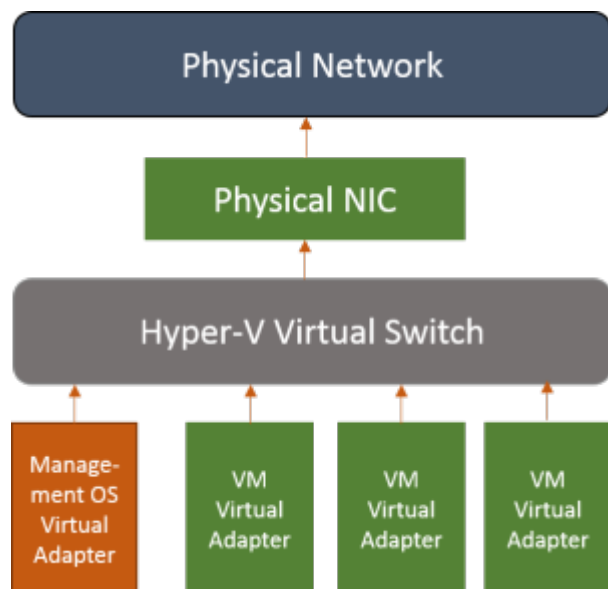 Physical Network
Physical NIC
Hyper-V Virtual Switch
Manage-
ment OS
Virtual
Adapter
VM
Virtual
Adapter
VM
Virtual
Adapter
VM
Virtual
Adapter